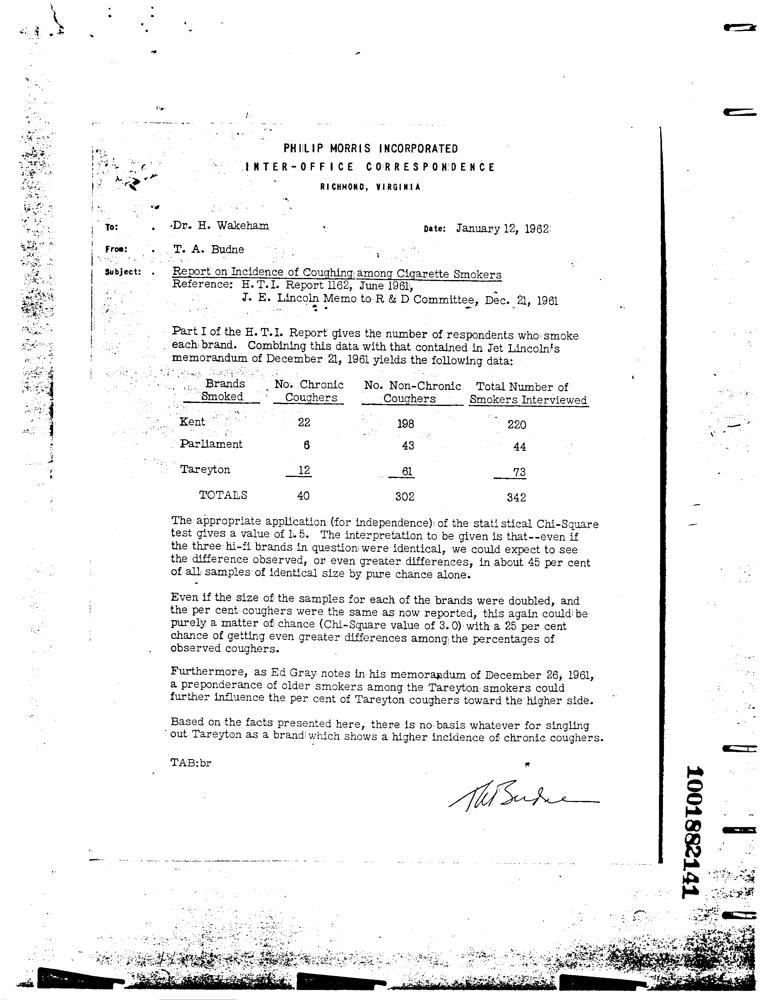 PHILIP MORRIS INCORPORATED
INTER-OFFICE CORRESPONDENCE
RICHMOND, VIRGINIA
To: . Dr. H. Wakeham Date: January 12, 1962
From: . T. A. Budne
Subject: . Report on Incidence of Coughing among Cigarette Smokers
Reference: H. T. I. Report 1162, June 1961,
J. E. Lincoln Memo to R & D Committee, Dec. 21, 1961
Part I of the H. T. I. Report gives the number of respondents who smoke
each brand. Combining this data with that contained in Jet Lincoln's
memorandum of December 21, 1961 yields the following data:
Brands No. Chronic No. Non-Chronic Total Number of
Smoked Coughers Coughers Smokers Interviewed
Kent 22 198 220
Parliament 6 43 44
Tareyton 12 61 73
TOTALS 40 302 342
The appropriate application (for independence) of the stati stical Chi-Square
test gives a value of 1.5. The interpretation to be given is that--even if
the three hi-fi brands in question were identical, we could expect to see
the difference observed, or even greater differences, in about 45 per cent
of all samples of identical size by pure chance alone.
Even if the size of the samples for each of the brands were doubled, and
the per cent coughers were the same as now reported, this again could be
purely a matter of chance (Chi-Square value of 3.0) with a 25 per cent
chance of getting even greater differences among the percentages of
observed coughers.
Furthermore, as Ed Gray notes in his memorandum of December 26, 1961,
a preponderance of older smokers among the Tareyton smokers could
further influence the per cent of Tareyton coughers toward the higher side.
Based on the facts presented here, there is no basis whatever for singling
out Tareyton as a brand which shows a higher incidence of chronic coughers.
TAB:br
TABudne
1001882141